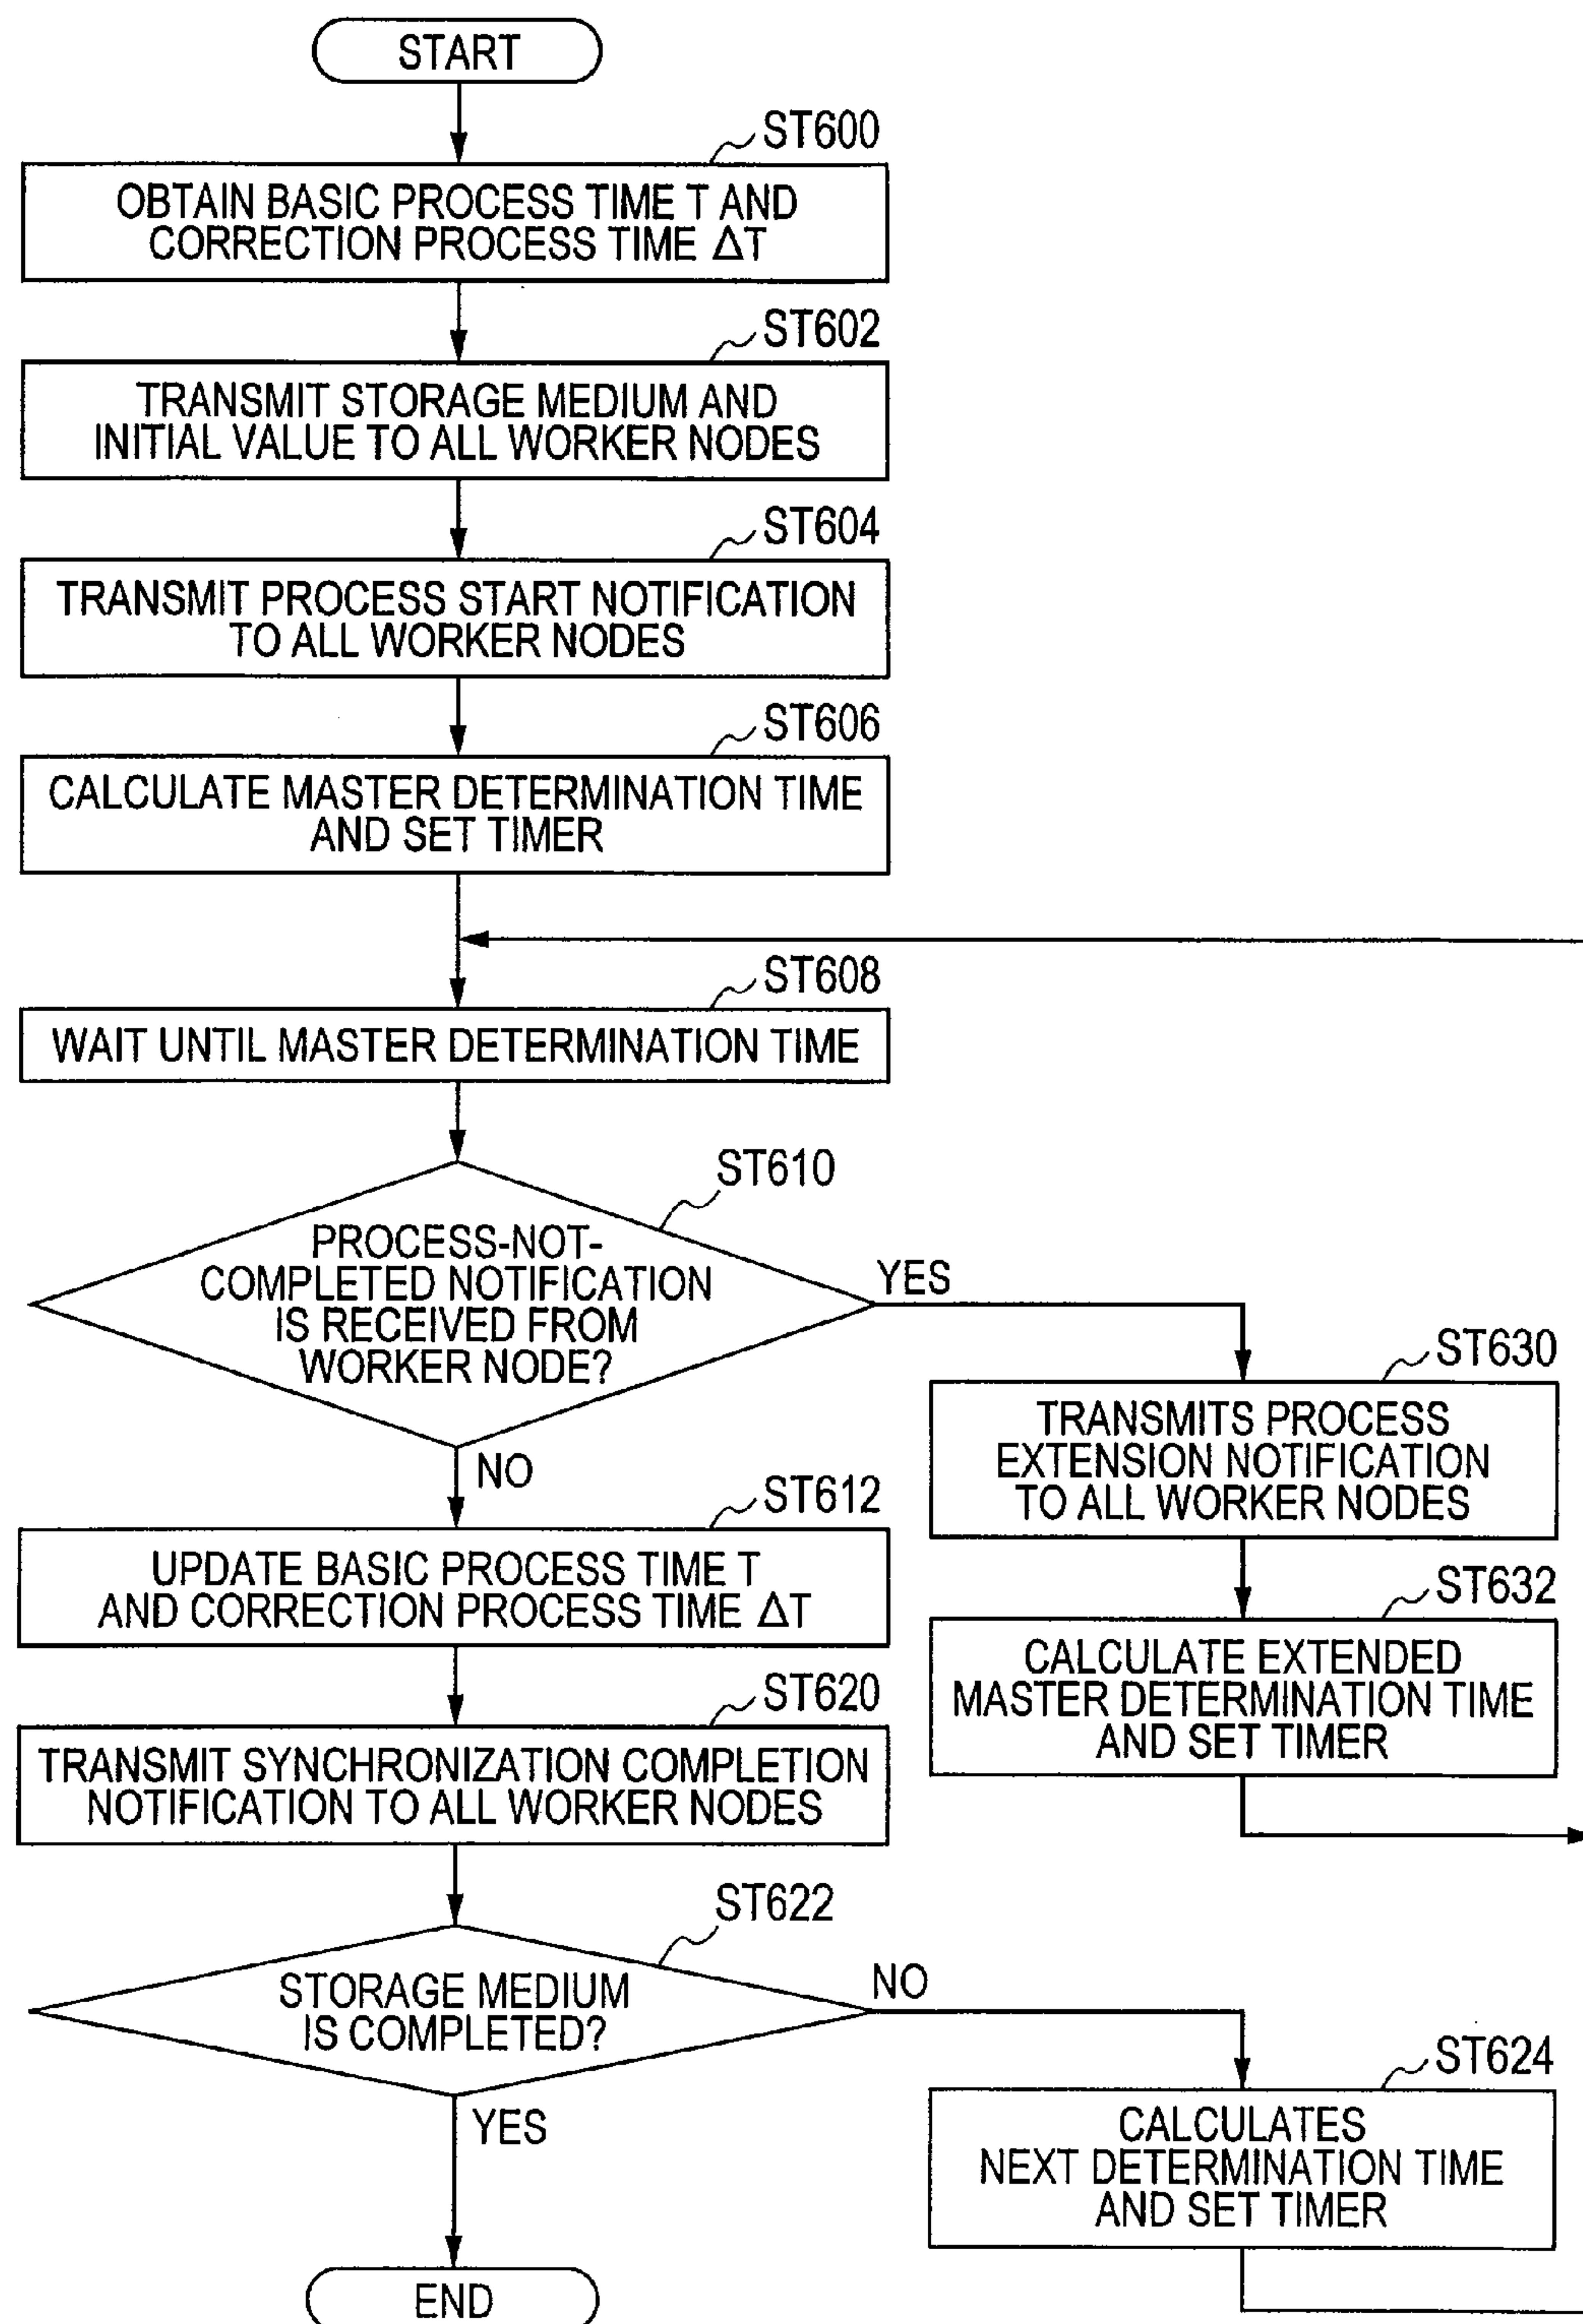 START
ST600
OBTAIN BASIC PROCESS TIME T AND
CORRECTION PROCESS TIME ΔT
ST602
TRANSMIT STORAGE MEDIUM AND
INITIAL VALUE TO ALL WORKER NODES
ST604
TRANSMIT PROCESS START NOTIFICATION
TO ALL WORKER NODES
ST606
CALCULATE MASTER DETERMINATION TIME
AND SET TIMER
ST608
WAIT UNTIL MASTER DETERMINATION TIME
ST610
PROCESS-NOT-
COMPLETED NOTIFICATION
IS RECEIVED FROM
WORKER NODE?
YES
NO
ST630
TRANSMITS PROCESS
EXTENSION NOTIFICATION
TO ALL WORKER NODES
ST612
UPDATE BASIC PROCESS TIME T
AND CORRECTION PROCESS TIME ΔT
ST632
CALCULATE EXTENDED
MASTER DETERMINATION TIME
AND SET TIMER
ST620
TRANSMIT SYNCHRONIZATION COMPLETION
NOTIFICATION TO ALL WORKER NODES
ST622
STORAGE MEDIUM
IS COMPLETED?
NO
YES
ST624
CALCULATES
NEXT DETERMINATION TIME
AND SET TIMER
END